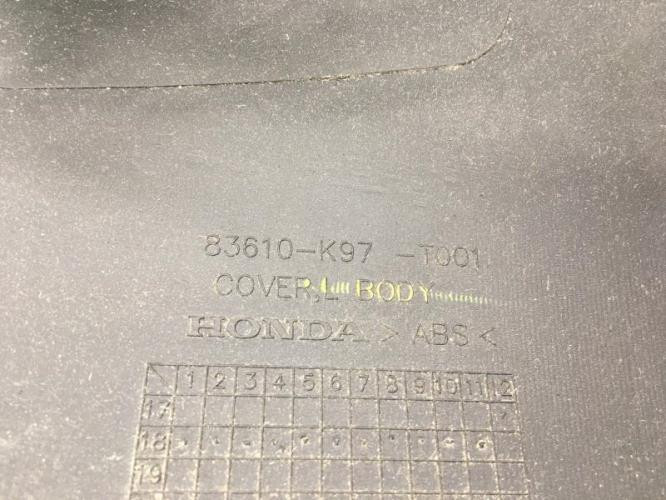 83610-K97 -T001
COVER, L BODY
HONDA > ABS <
1 2 3 4 5 6 7 8 9 10 11 12
17
18
19